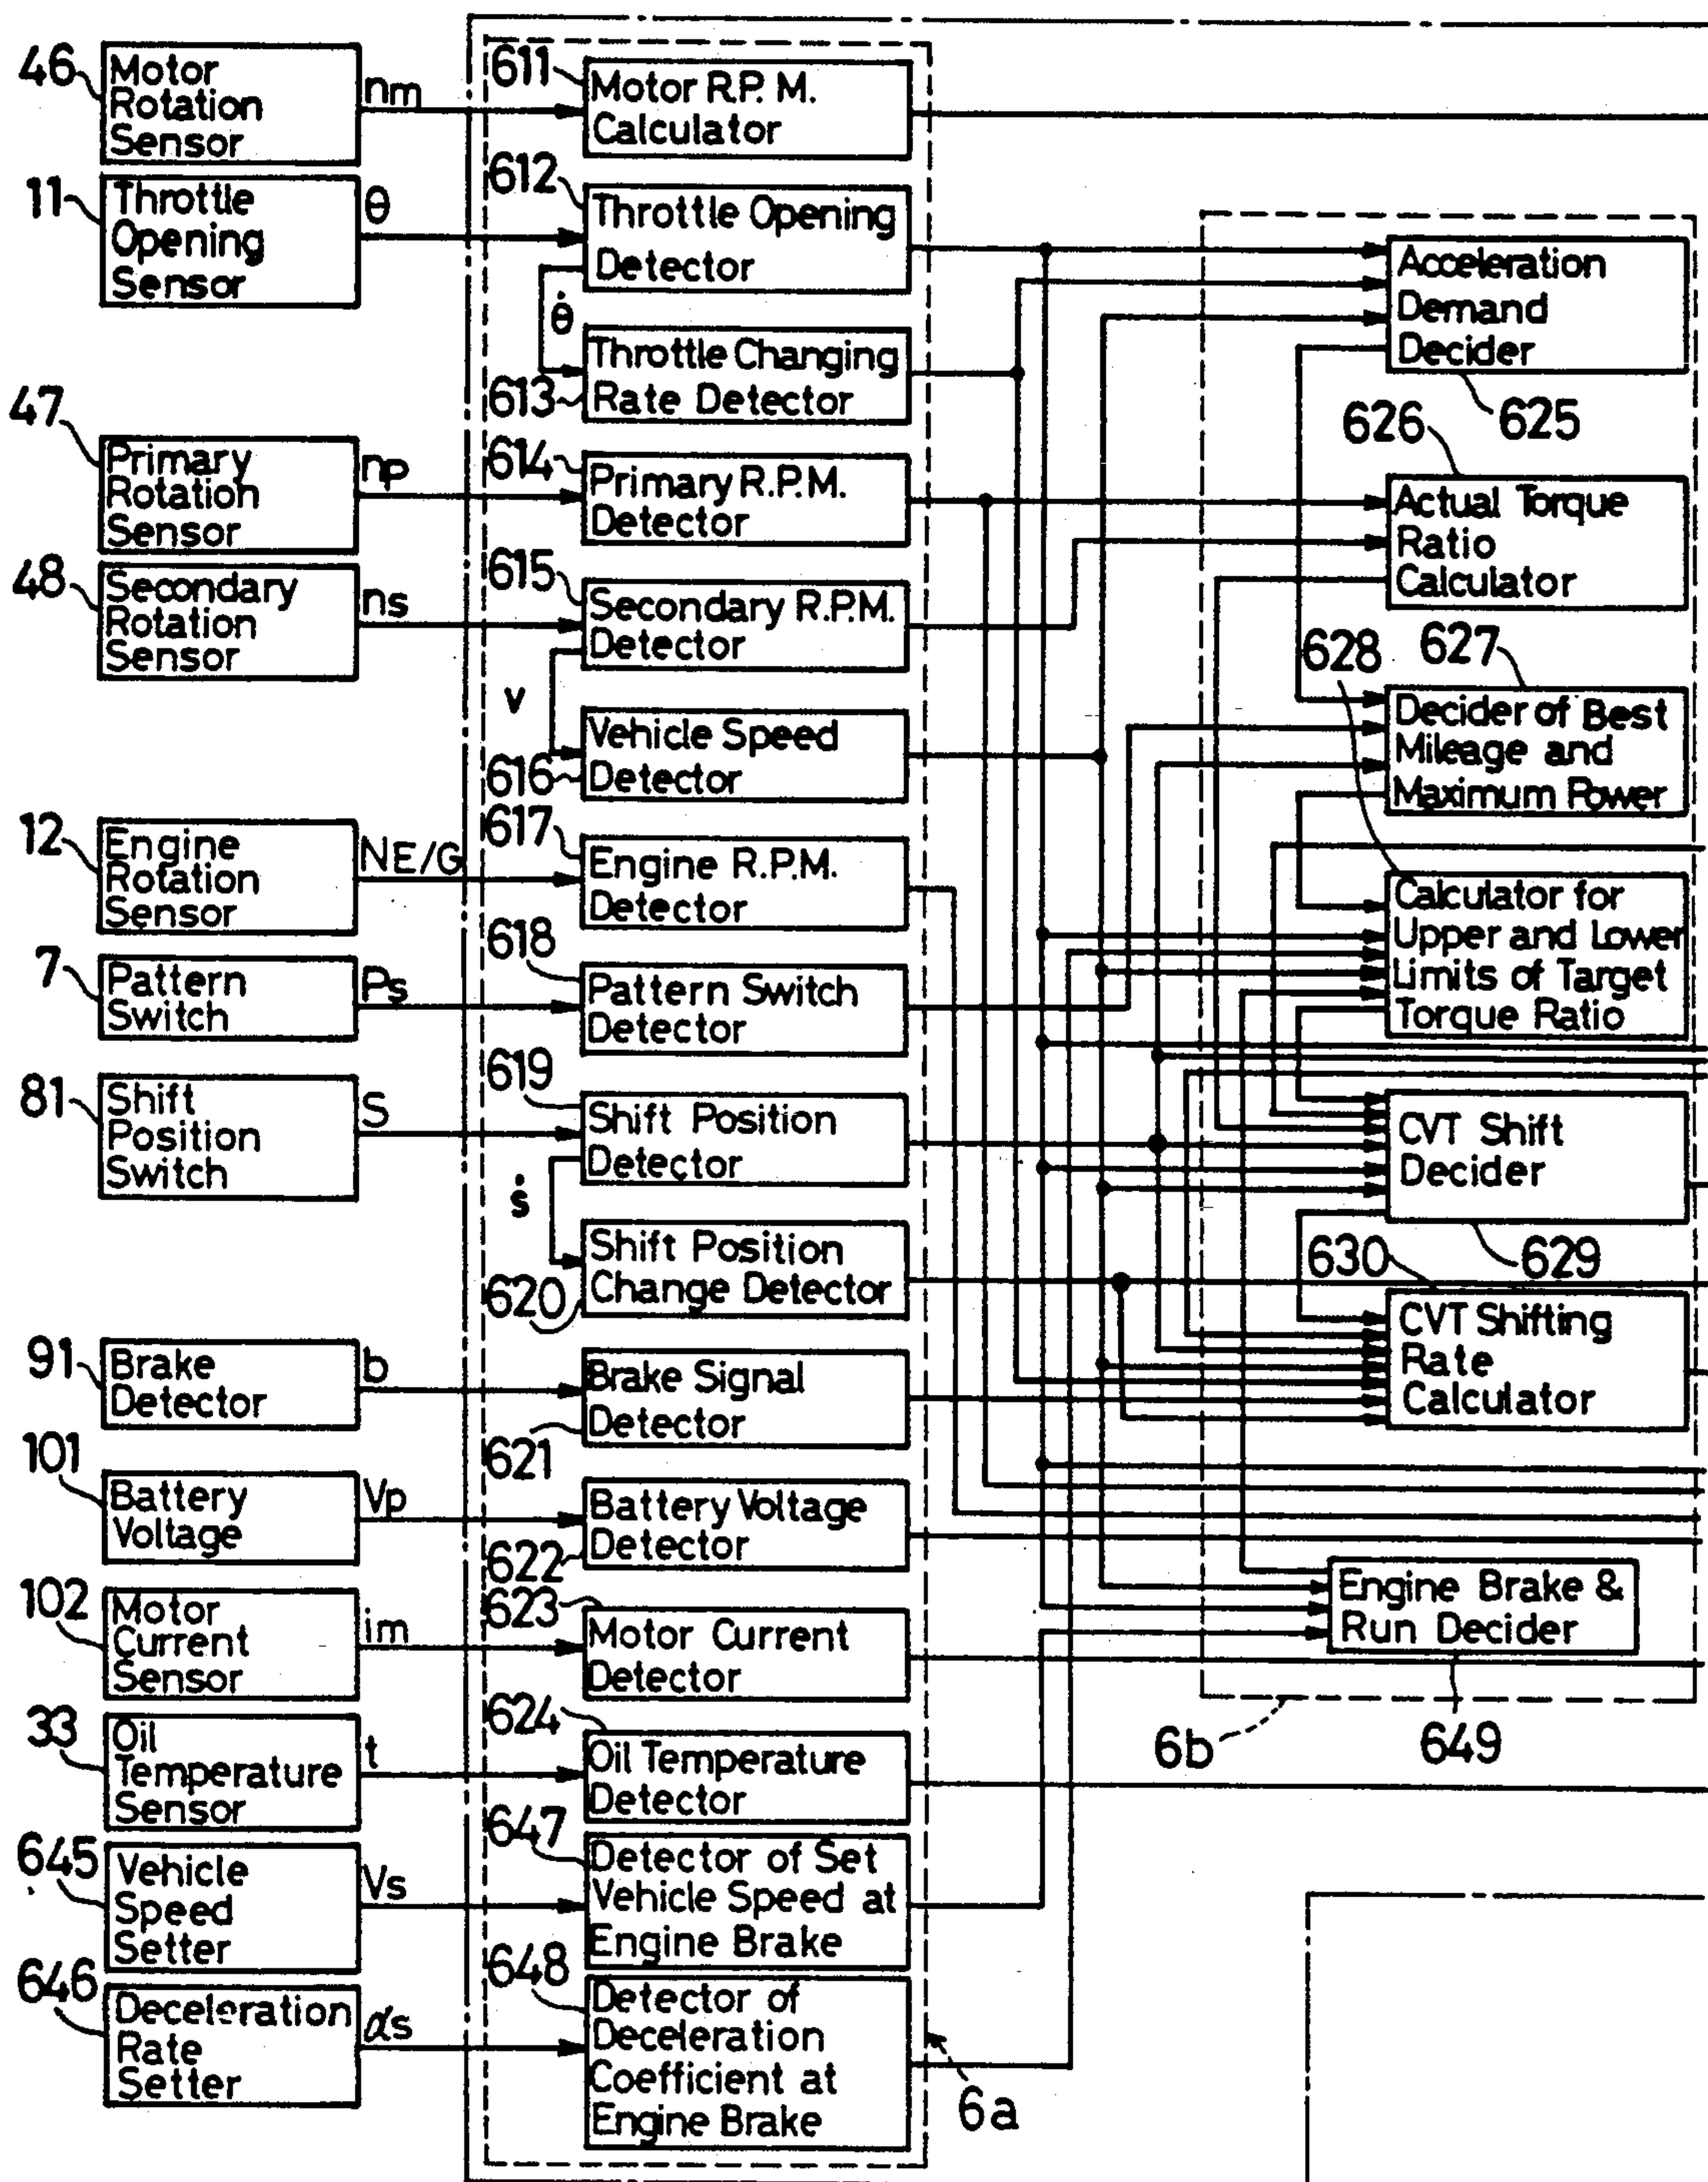 46
Motor
Rotation
Sensor
nm
11
Throttle
Opening
Sensor
θ
47
Primary
Rotation
Sensor
np
48
Secondary
Rotation
Sensor
ns
12
Engine
Rotation
Sensor
NE/G
7
Pattern
Switch
Ps
81
Shift
Position
Switch
S
91
Brake
Detector
b
101
Battery
Voltage
Vp
102
Motor
Current
Sensor
im
33
Oil
Temperature
Sensor
t
645
Vehicle
Speed
Setter
Vs
646
Deceleration
Rate
Setter
αs
611
Motor R.P.M.
Calculator
612
Throttle Opening
Detector
θ̇
Throttle Changing
613
Rate Detector
614
Primary R.P.M.
Detector
615
Secondary R.P.M.
Detector
v
Vehicle Speed
616
Detector
617
Engine R.P.M.
Detector
618
Pattern Switch
Detector
619
Shift Position
Detector
ṡ
Shift Position
Change Detector
620
Brake Signal
Detector
621
Battery Voltage
Detector
622
623
Motor Current
Detector
624
Oil Temperature
Detector
647
Detector of Set
Vehicle Speed at
Engine Brake
648
Detector of
Deceleration
Coefficient at
Engine Brake
6a
Acceleration
Demand
Decider
625
626
Actual Torque
Ratio
Calculator
628
627
Decider of Best
Mileage and
Maximum Power
Calculator for
Upper and Lower
Limits of Target
Torque Ratio
CVT Shift
Decider
629
630
CVT Shifting
Rate
Calculator
Engine Brake &
Run Decider
649
6b